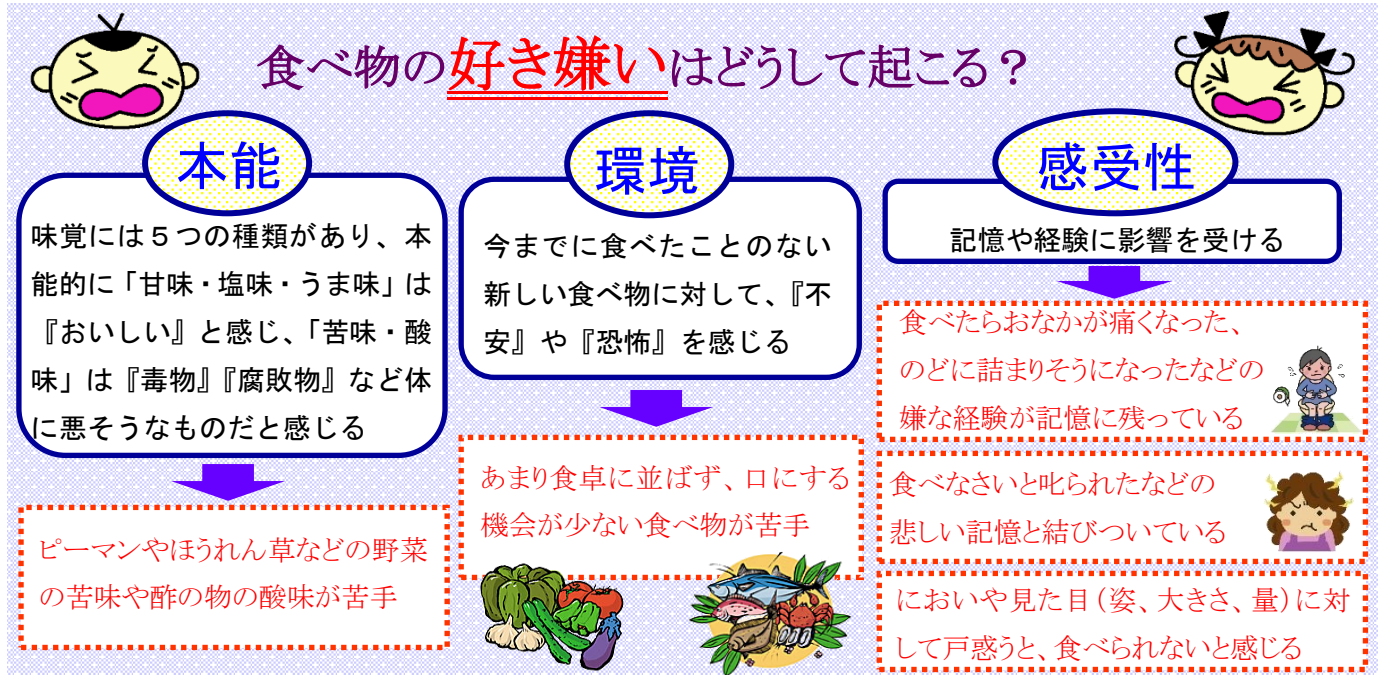 食べ物の好き嫌いはどうして起こる?
本能
味覚には5つの種類があり、本
能的に「甘味・塩味・うま味」は
『おいしい』と感じ、「苦味・酸
味」は『毒物』『腐敗物』など体
に悪そうなものだと感じる
ピーマンやほうれん草などの野菜
の苦味や酢の物の酸味が苦手
環境
今までに食べたことのない
新しい食べ物に対して、『不
安』や『恐怖』を感じる
あまり食卓に並ばず、口にする
機会が少ない食べ物が苦手
感受性
記憶や経験に影響を受ける
食べたらおなかが痛くなった、
のどに詰まりそうになったなどの
嫌な経験が記憶に残っている
食べなさいと叱られたなどの
悲しい記憶と結びついている
においや見た目(姿、大きさ、量)に対
して戸惑うと、食べられないと感じる